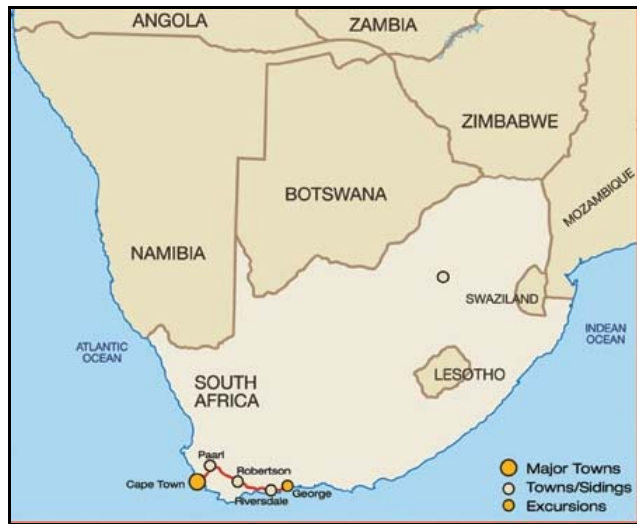 ANGOLA
ZAMBIA
ZIMBABWE
BOTSWANA
MOZAMBIQUE
NAMIBIA
SWAZILAND
ATLANTIC
OCEAN
INDEAN
OCEAN
LESOTHO
SOUTH
AFRICA
Paarl
Robertson
Cape Town
George
Riversdale
Major Towns
Towns/Sidings
Excursions